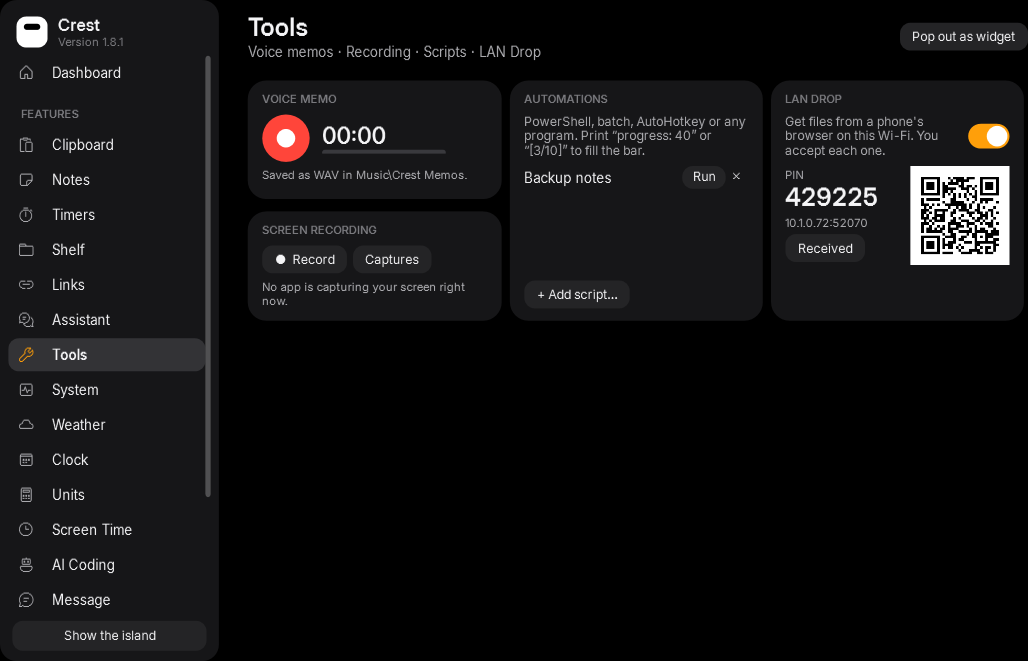 Crest
Version 1.8.1
Dashboard
FEATURES
Clipboard
Notes
Timers
Shelf
Links
Assistant
Tools
System
Weather
Clock
Units
Screen Time
AI Coding
Message
Show the island
Tools
Voice memos · Recording · Scripts · LAN Drop
Pop out as widget
VOICE MEMO
00:00
Saved as WAV in Music\Crest Memos.
SCREEN RECORDING
Record
Captures
No app is capturing your screen right
now.
AUTOMATIONS
PowerShell, batch, AutoHotkey or any
program. Print “progress: 40” or
“[3/10]” to fill the bar.
Backup notes
Run
×
+ Add script...
LAN DROP
Get files from a phone's
browser on this Wi-Fi. You
accept each one.
PIN
429225
10.1.0.72:52070
Received